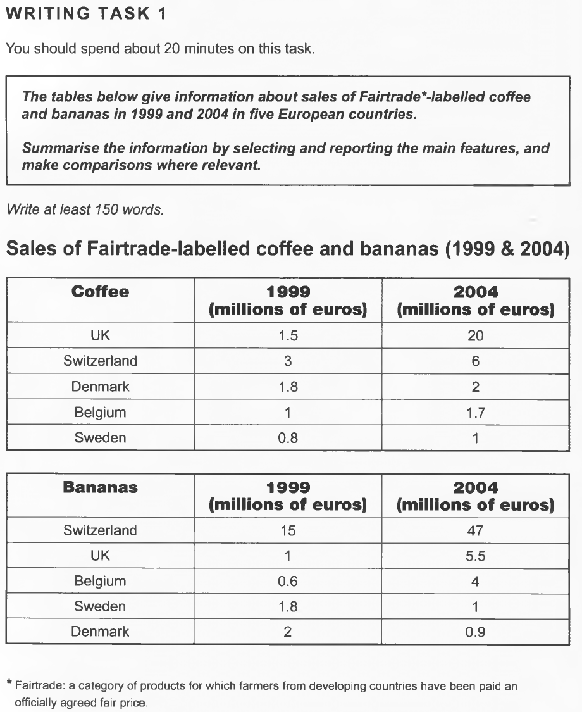 WRITING TASK 1
You should spend about 20 minutes on this task.
The tables below give information about sales of Fairtrade*-labelled coffee
and bananas in 1999 and 2004 in five European countries.
Summarise the information by selecting and reporting the main features, and
make comparisons where relevant.
Write at least 150 words.
Sales of Fairtrade-labelled coffee and bananas (1999 & 2004)
Coffee 1999 2004
(millions of euros) (millions of euros)
UK 1.5 20
Switzerland 3 6
Denmark 1.8 2
Belgium 1 1.7
Sweden 0.8 1
Bananas 1999 2004
(millions of euros) (millions of euros)
Switzerland 15 47
UK 1 5.5
Belgium 0.6 4
Sweden 1.8 1
Denmark 2 0.9
* Fairtrade: a category of products for which farmers from developing countries have been paid an
officially agreed fair price.